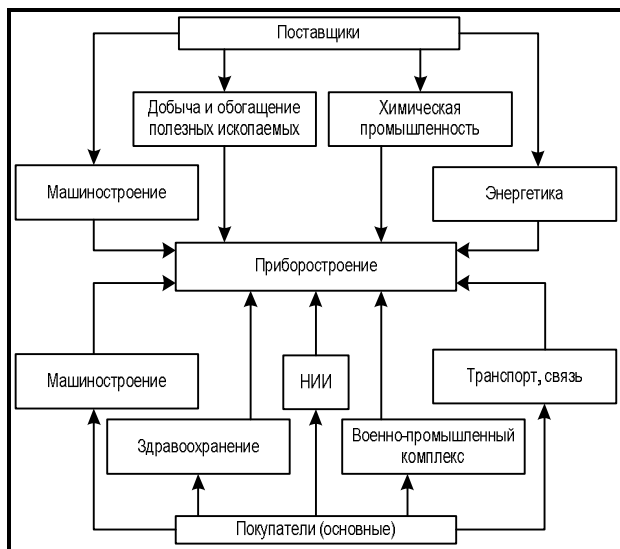 Поставщики
Добыча и обогащение
полезных ископаемых
Химическая
промышленность
Машиностроение
Энергетика
Приборостроение
Машиностроение
НИИ
Транспорт, связь
Здравоохранение
Военно-промышленный
комплекс
Покупатели (основные)